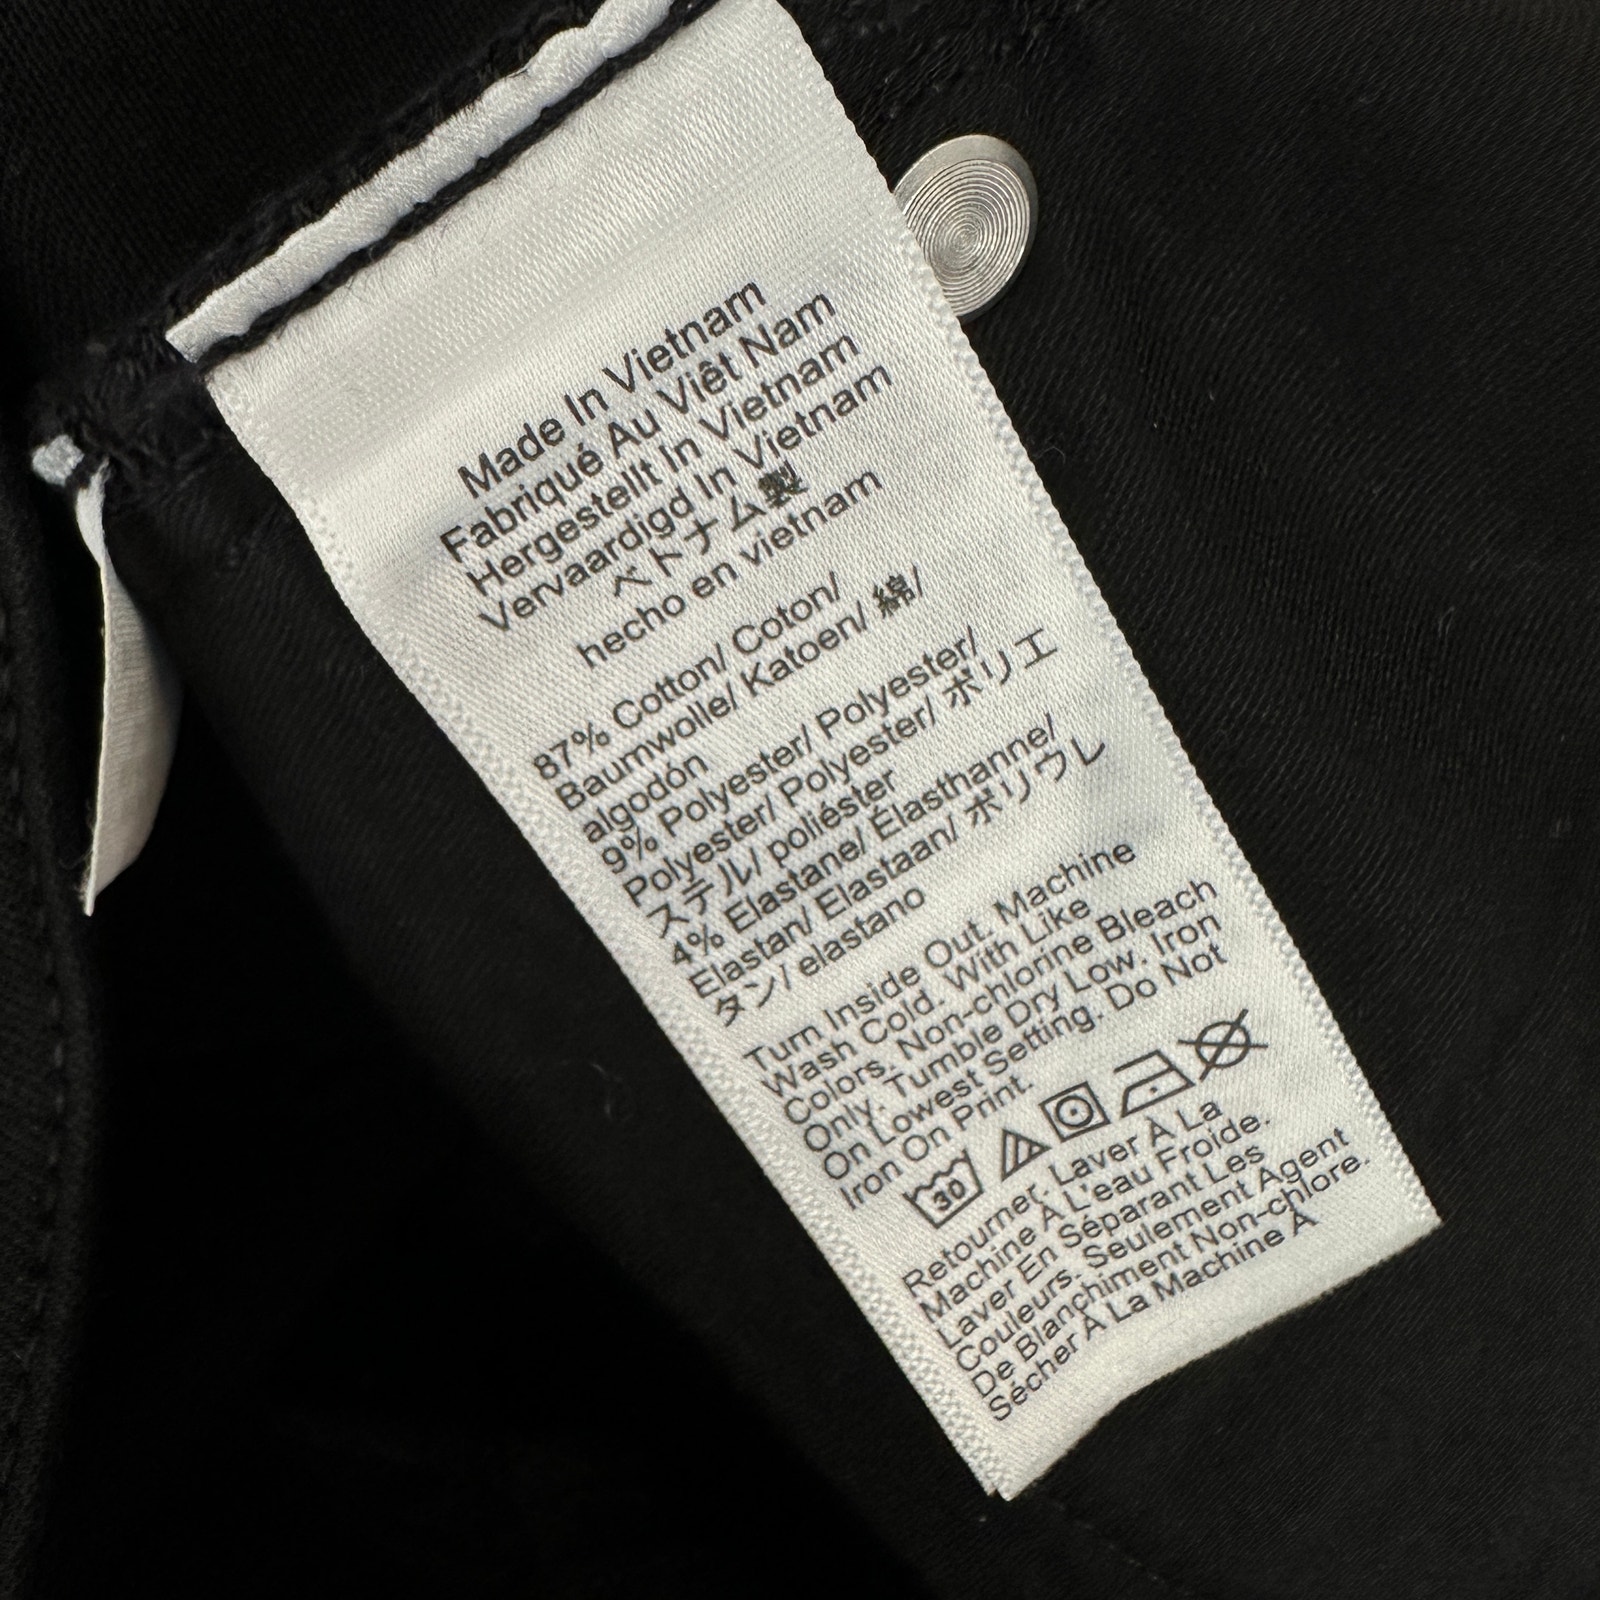 Made In Vietnam
Fabriqué Au Viêt Nam
Hergestellt In Vietnam
Vervaardigd In Vietnam
ベトナム製
hecho en vietnam
87% Cotton/ Coton/
Baumwolle/ Katoen/ 綿/
algodón
9% Polyester/ Polyester/
Polyester/ Polyester/ ポリエ
ステル/ poliéster
4% Elastane/ Élasthanne/
Elastan/ Elastaan/ ポリウレ
タン/ elastano
Turn Inside Out. Machine
Wash Cold. With Like
Colors. Non-chlorine Bleach
Only. Tumble Dry Low. Iron
On Lowest Setting. Do Not
Iron On Print.
30
Retourner. Laver À La
Machine À L'eau Froide.
Laver En Séparant Les
Couleurs. Seulement Agent
De Blanchiment Non-chlore.
Sécher À La Machine À